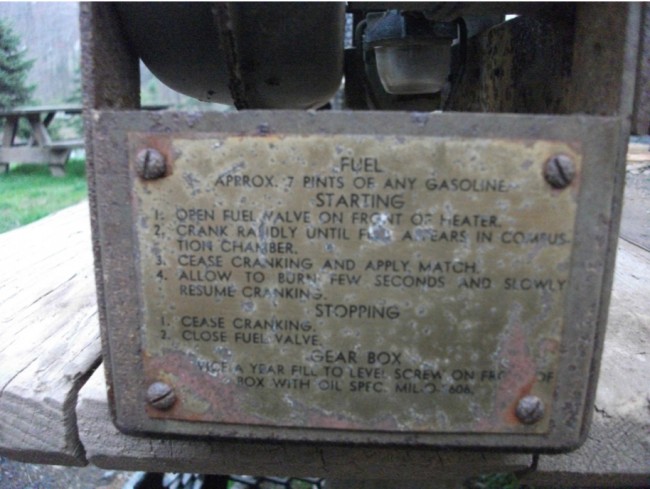 FUEL
APPROX. 7 PINTS OF ANY GASOLINE
STARTING
1. OPEN FUEL VALVE ON FRONT OF HEATER.
2. CRANK RAPIDLY UNTIL FUEL APPEARS IN COMBUS-
TION CHAMBER.
3. CEASE CRANKING AND APPLY MATCH.
4. ALLOW TO BURN FEW SECONDS AND SLOWLY
RESUME CRANKING.
STOPPING
1. CEASE CRANKING.
2. CLOSE FUEL VALVE.
GEAR BOX
A YEAR FILL TO LEVEL SCREW ON OF
BOX WITH OIL SPEC. MIL.O.